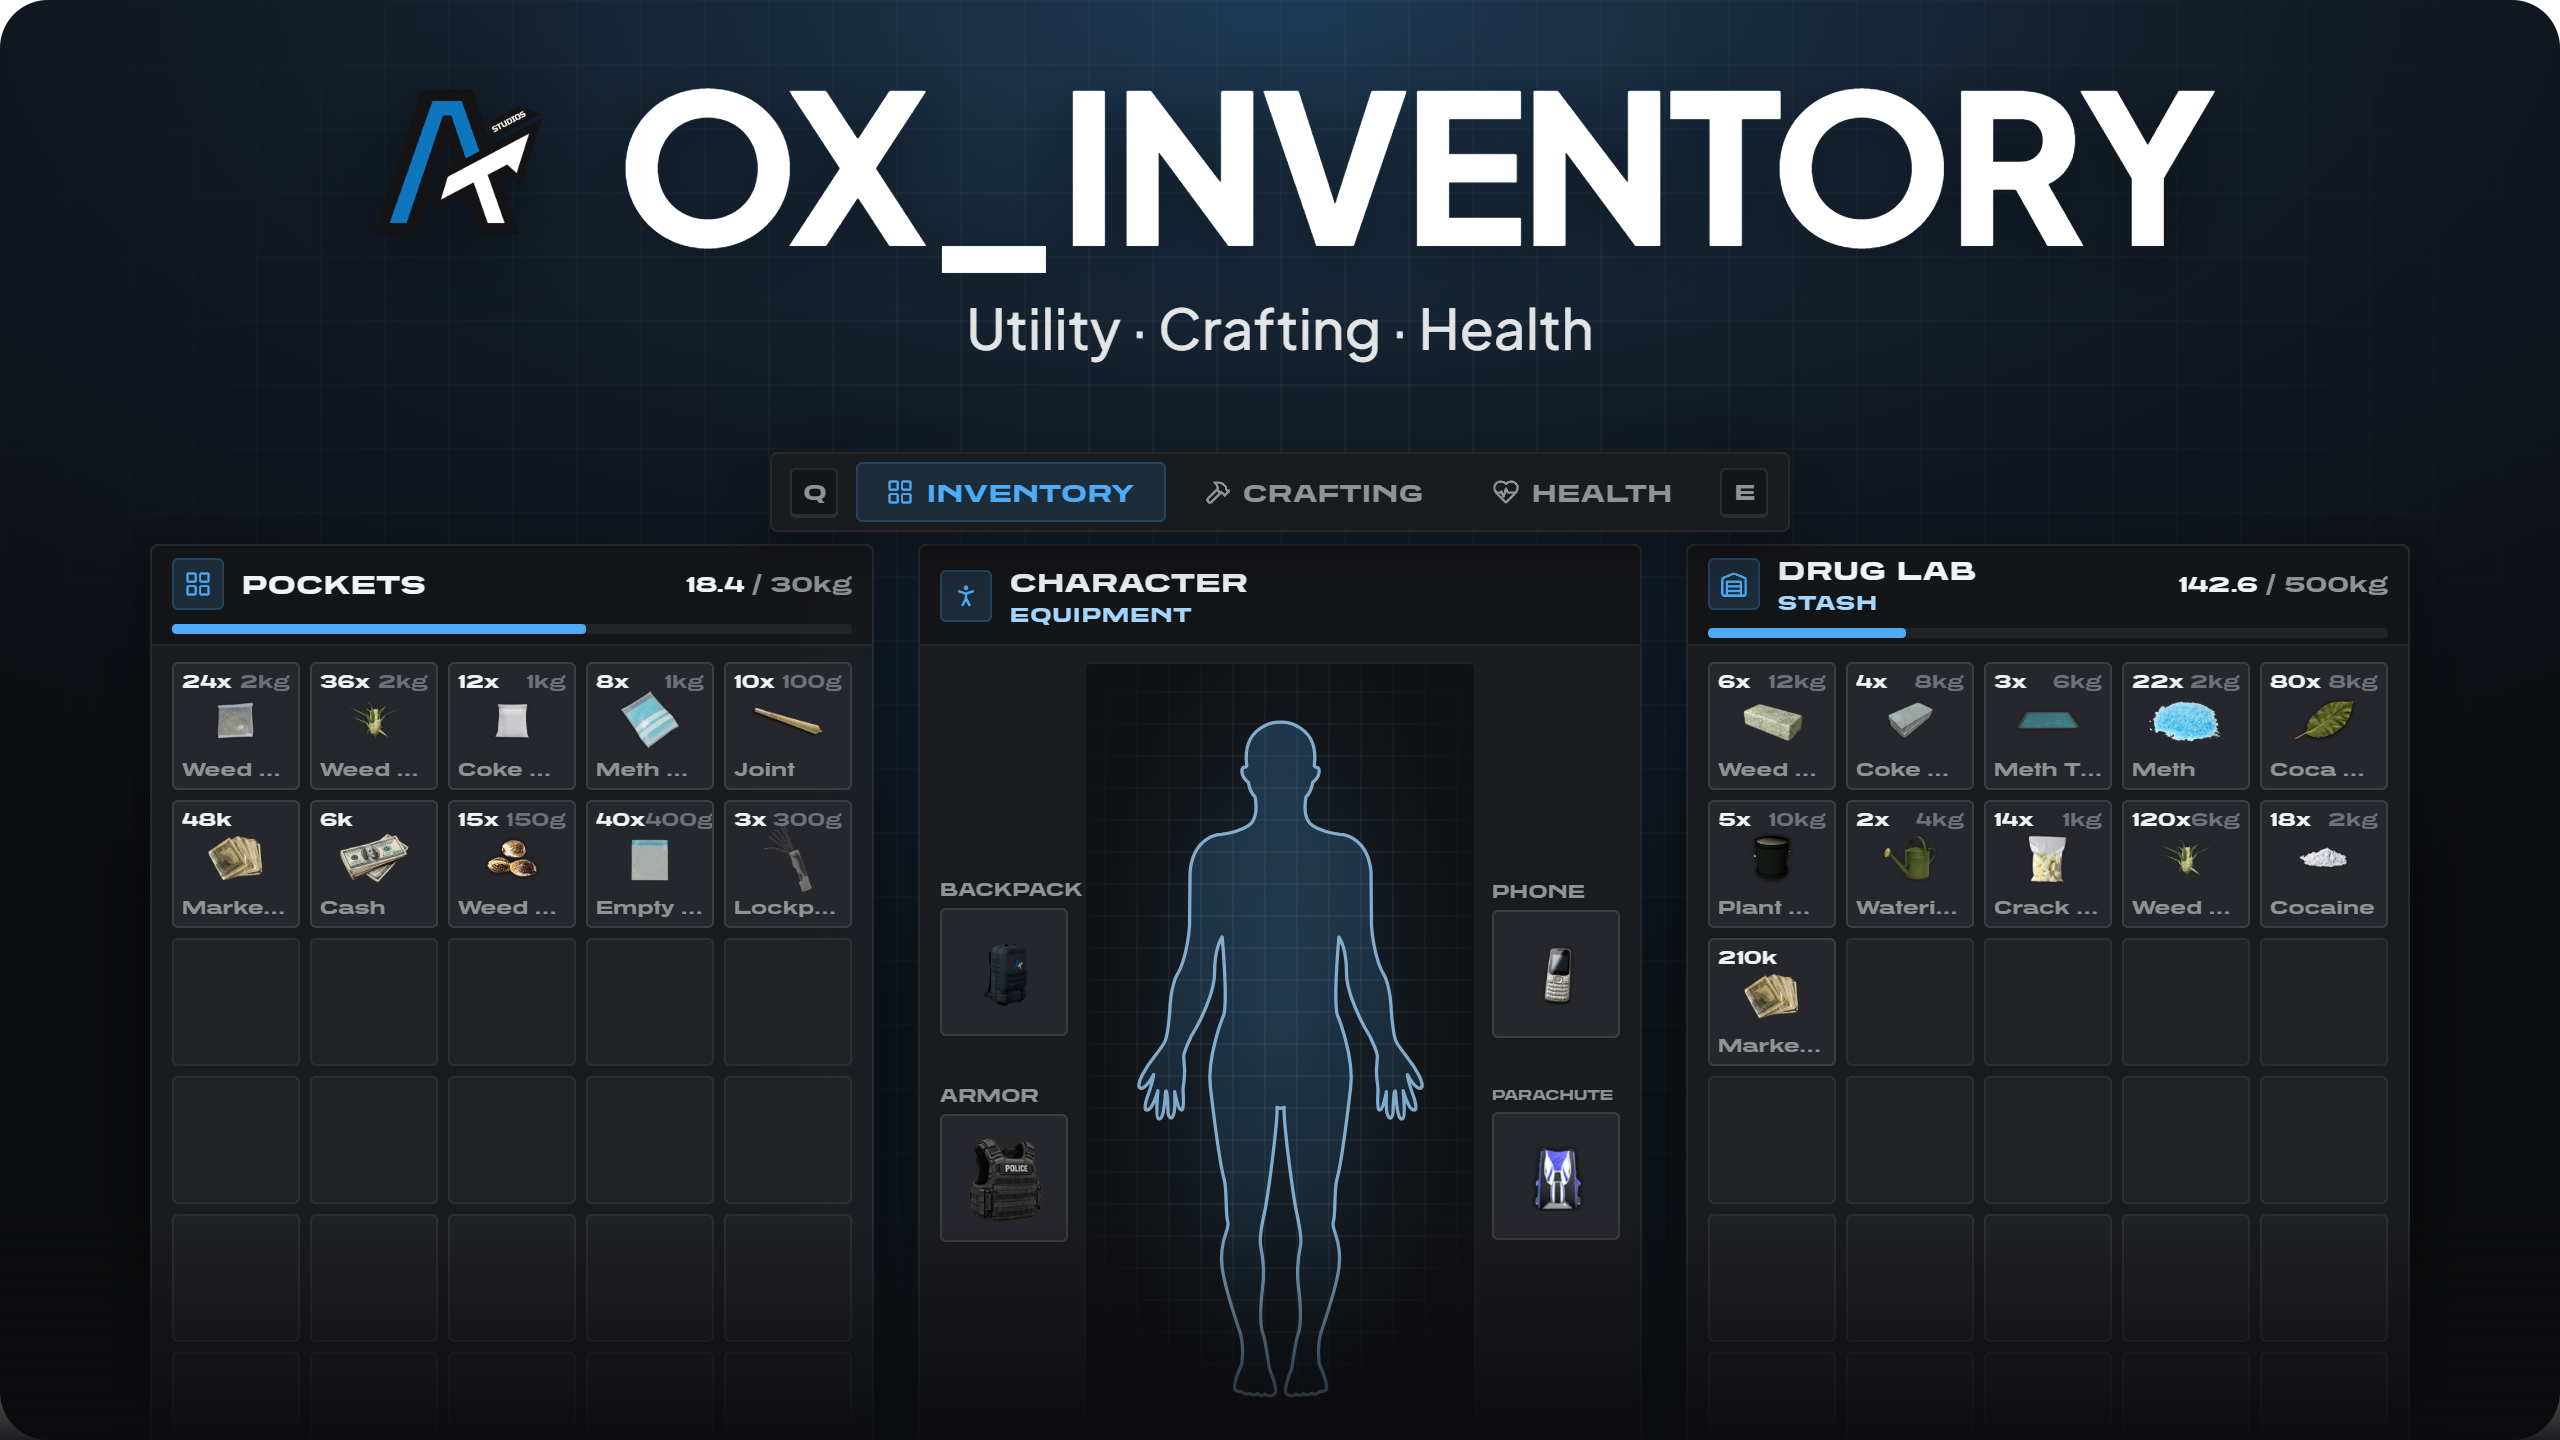 STUDIOS
OX_INVENTORY
Utility · Crafting · Health
Q INVENTORY CRAFTING HEALTH E
POCKETS 18.4 / 30kg
24x 2kg 36x 2kg 12x 1kg 8x 1kg 10x 100g
Weed ... Weed ... Coke ... Meth ... Joint
48k 6k 15x 150g 40x 400g 3x 300g
Marke... Cash Weed ... Empty ... Lockp...
CHARACTER
EQUIPMENT
BACKPACK
PHONE
ARMOR
POLICE
PARACHUTE
DRUG LAB
STASH
142.6 / 500kg
6x 12kg 4x 8kg 3x 6kg 22x 2kg 80x 8kg
Weed ... Coke ... Meth T... Meth Coca ...
5x 10kg 2x 4kg 14x 1kg 120x 6kg 18x 2kg
Plant ... Wateri... Crack ... Weed ... Cocaine
210k
Marke...